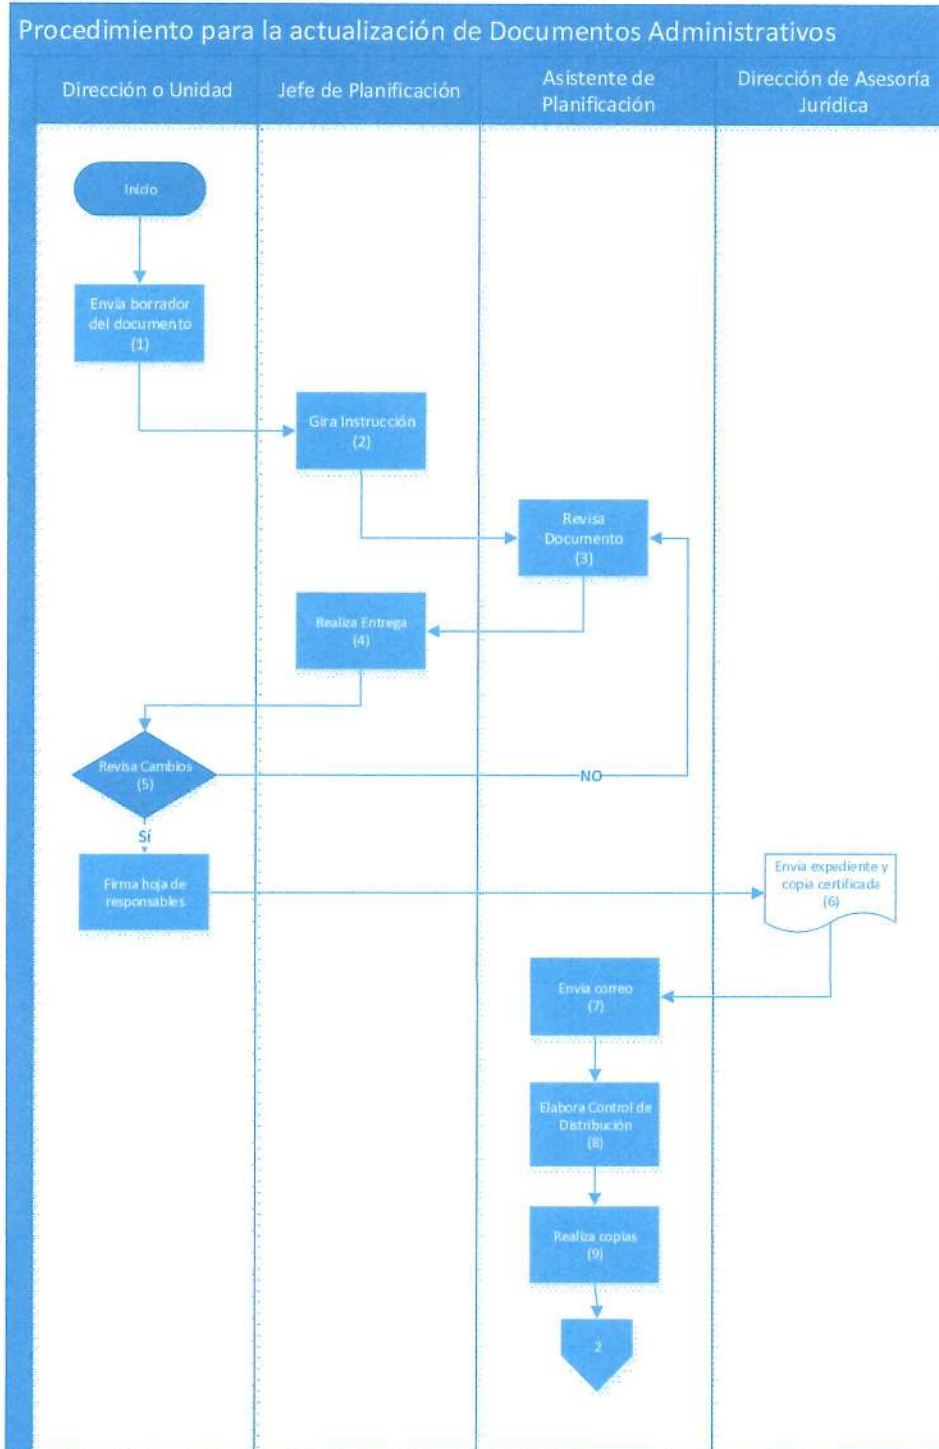 Procedimiento para la actualización de Documentos Administrativos
Dirección o Unidad
Jefe de Planificación
Asistente de
Planificación
Dirección de Asesoría
Jurídica
Inicio
Envía borrador
del documento
(1)
Gira Instrucción
(2)
Revisa
Documento
(3)
Realiza Entrega
(4)
Revisa Cambios
(5)
NO
Sí
Firma hoja de
responsables
Envía expediente y
copia certificada
(6)
Envía correo
(7)
Elabora Control de
Distribución
(8)
Realiza copias
(9)
2